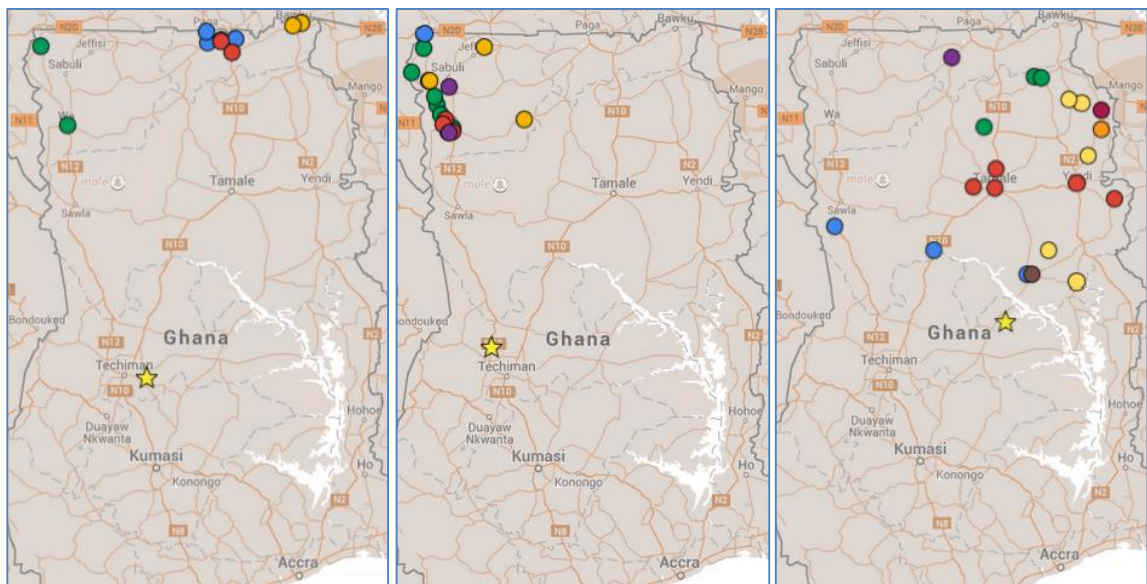 N20
Paga
Bawku
N28
Jeffisi
Sabuli
Mango
N11
Wa
N10
N12
N2
mole
Tamale
Yendi
Sawla
N10
Bondoukou
Ghana
N12
N2
Techiman
N10
Duayaw
Nkwanta
Hohoe
Kumasi
Konongo
Ho
N2
N8
Accra
N20
Paga
Bawku
N28
Jef
Sabuli
Mango
N11
N10
N12
N2
mole
Tamale
Yendi
Sawla
N10
Bondoukou
Ghana
N2
Techiman
N10
Duayaw
Nkwanta
Hohoe
Kumasi
Konongo
Ho
N2
N8
Accra
N20
Paga
Bawku
N28
Jeffisi
Sabuli
Mango
N11
Wa
N10
N12
N2
mole
Tamale
Yendi
Sawla
N10
Bondoukou
Ghana
N12
N2
Techiman
N10
Duayaw
Nkwanta
Hohoe
Kumasi
Konongo
Ho
N2
N8
Accra